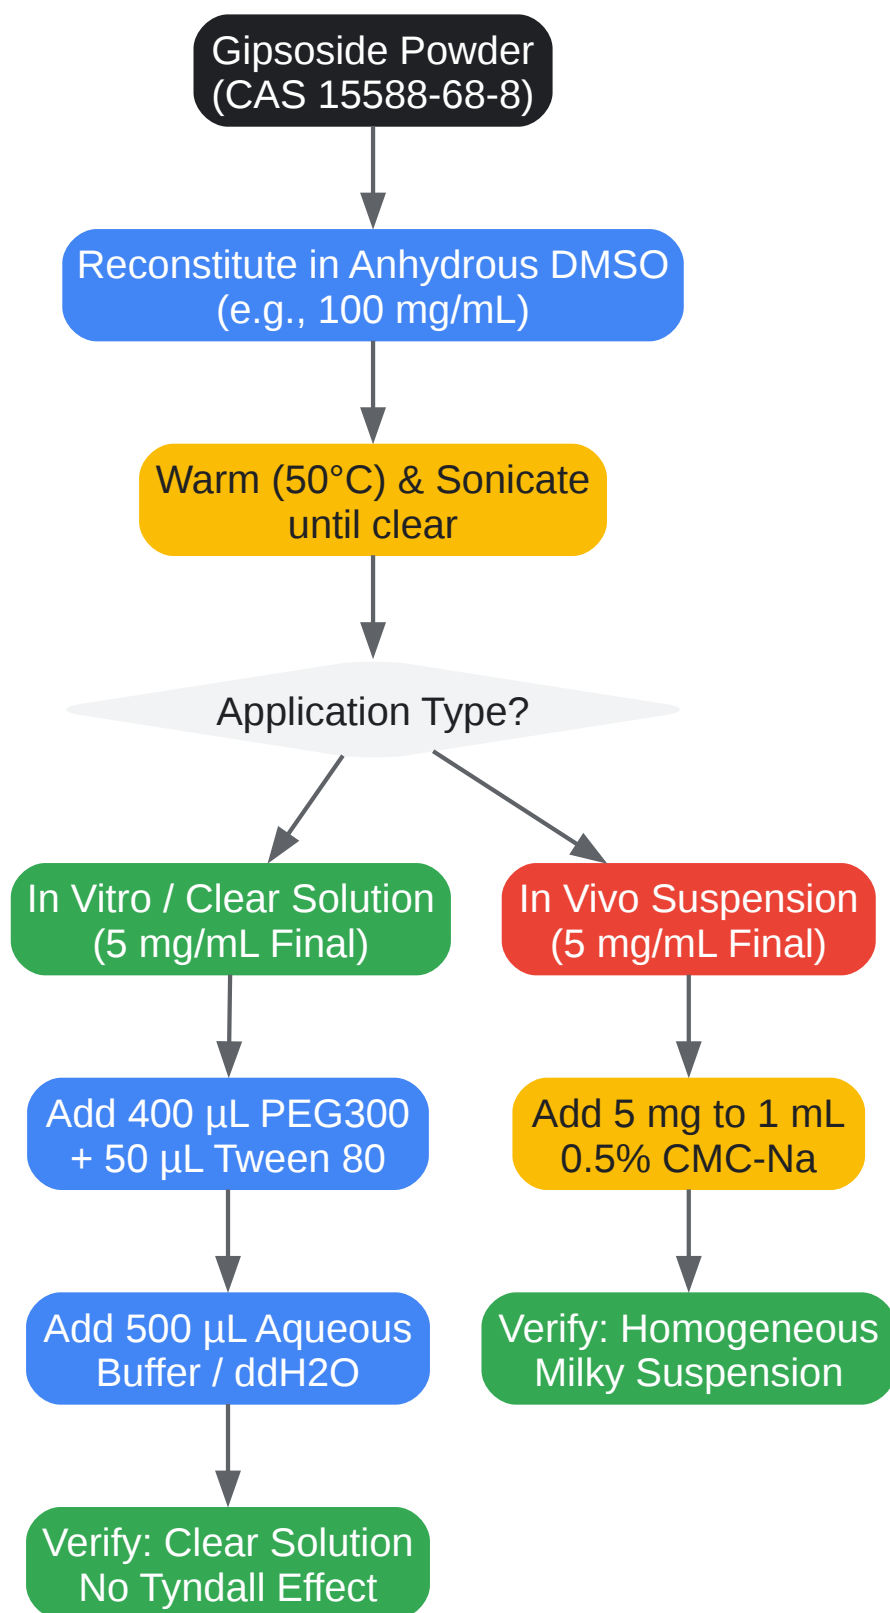 Gipsoside Powder
(CAS 15588-68-8)
Reconstitute in Anhydrous DMSO
(e.g., 100 mg/mL)
Warm (50°C) & Sonicate
until clear
Application Type?
In Vitro / Clear Solution
(5 mg/mL Final)
In Vivo Suspension
(5 mg/mL Final)
Add 400 µL PEG300
+ 50 µL Tween 80
Add 5 mg to 1 mL
0.5% CMC-Na
Add 500 µL Aqueous
Buffer / ddH2O
Verify: Homogeneous
Milky Suspension
Verify: Clear Solution
No Tyndall Effect